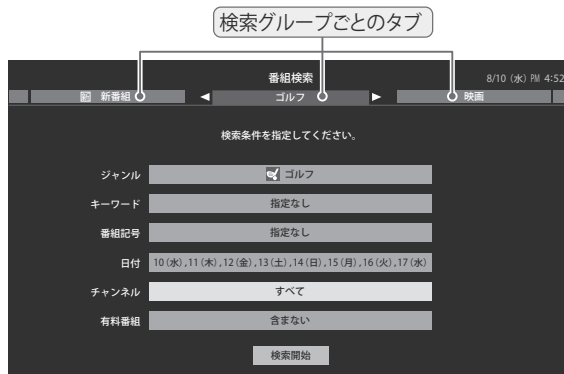 検索グループごとのタブ
番組検索
8/10 (水) PM 4:52
新 新番組 ◀ ゴルフ ▶ 映画
検索条件を指定してください。
ジャンル ゴルフ
キーワード 指定なし
番組記号 指定なし
日付 10(水),11(木),12(金),13(土),14(日),15(月),16(火),17(水)
チャンネル すべて
有料番組 含まない
検索開始